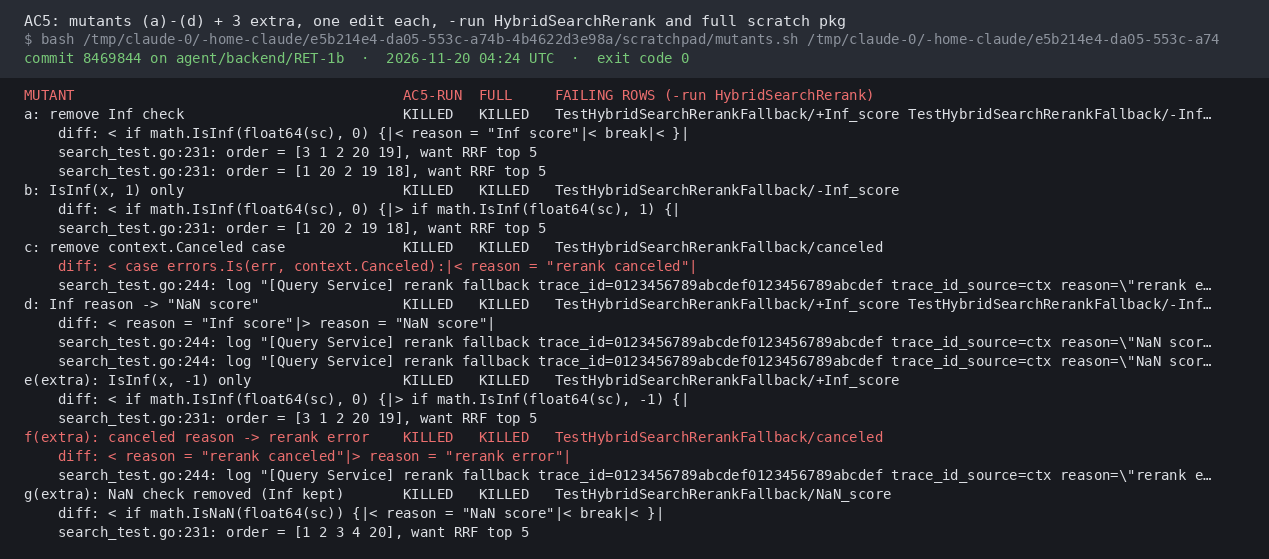 AC5: mutants (a)-(d) + 3 extra, one edit each, -run HybridSearchRerank and full scratch pkg
$ bash /tmp/claude-0/-home-claude/e5b214e4-da05-553c-a74b-4b4622d3e98a/scratchpad/mutants.sh /tmp/claude-0/-home-claude/e5b214e4-da05-553c-a74
commit 8469844 on agent/backend/RET-1b · 2026-11-20 04:24 UTC · exit code 0
MUTANT AC5-RUN FULL FAILING ROWS (-run HybridSearchRerank)
a: remove Inf check KILLED KILLED TestHybridSearchRerankFallback/+Inf_score TestHybridSearchRerankFallback/-Inf…
diff: < if math.IsInf(float64(sc), 0) {|< reason = "Inf score"|< break|< }|
search_test.go:231: order = [3 1 2 20 19], want RRF top 5
search_test.go:231: order = [1 20 2 19 18], want RRF top 5
b: IsInf(x, 1) only KILLED KILLED TestHybridSearchRerankFallback/-Inf_score
diff: < if math.IsInf(float64(sc), 0) {|> if math.IsInf(float64(sc), 1) {|
search_test.go:231: order = [1 20 2 19 18], want RRF top 5
c: remove context.Canceled case KILLED KILLED TestHybridSearchRerankFallback/canceled
diff: < case errors.Is(err, context.Canceled):|< reason = "rerank canceled"|
search_test.go:244: log "[Query Service] rerank fallback trace_id=0123456789abcdef0123456789abcdef trace_id_source=ctx reason=\"rerank e…
d: Inf reason -> "NaN score" KILLED KILLED TestHybridSearchRerankFallback/+Inf_score TestHybridSearchRerankFallback/-Inf…
diff: < reason = "Inf score"|> reason = "NaN score"|
search_test.go:244: log "[Query Service] rerank fallback trace_id=0123456789abcdef0123456789abcdef trace_id_source=ctx reason=\"NaN scor…
search_test.go:244: log "[Query Service] rerank fallback trace_id=0123456789abcdef0123456789abcdef trace_id_source=ctx reason=\"NaN scor…
e(extra): IsInf(x, -1) only KILLED KILLED TestHybridSearchRerankFallback/+Inf_score
diff: < if math.IsInf(float64(sc), 0) {|> if math.IsInf(float64(sc), -1) {|
search_test.go:231: order = [3 1 2 20 19], want RRF top 5
f(extra): canceled reason -> rerank error KILLED KILLED TestHybridSearchRerankFallback/canceled
diff: < reason = "rerank canceled"|> reason = "rerank error"|
search_test.go:244: log "[Query Service] rerank fallback trace_id=0123456789abcdef0123456789abcdef trace_id_source=ctx reason=\"rerank e…
g(extra): NaN check removed (Inf kept) KILLED KILLED TestHybridSearchRerankFallback/NaN_score
diff: < if math.IsNaN(float64(sc)) {|< reason = "NaN score"|< break|< }|
search_test.go:231: order = [1 2 3 4 20], want RRF top 5